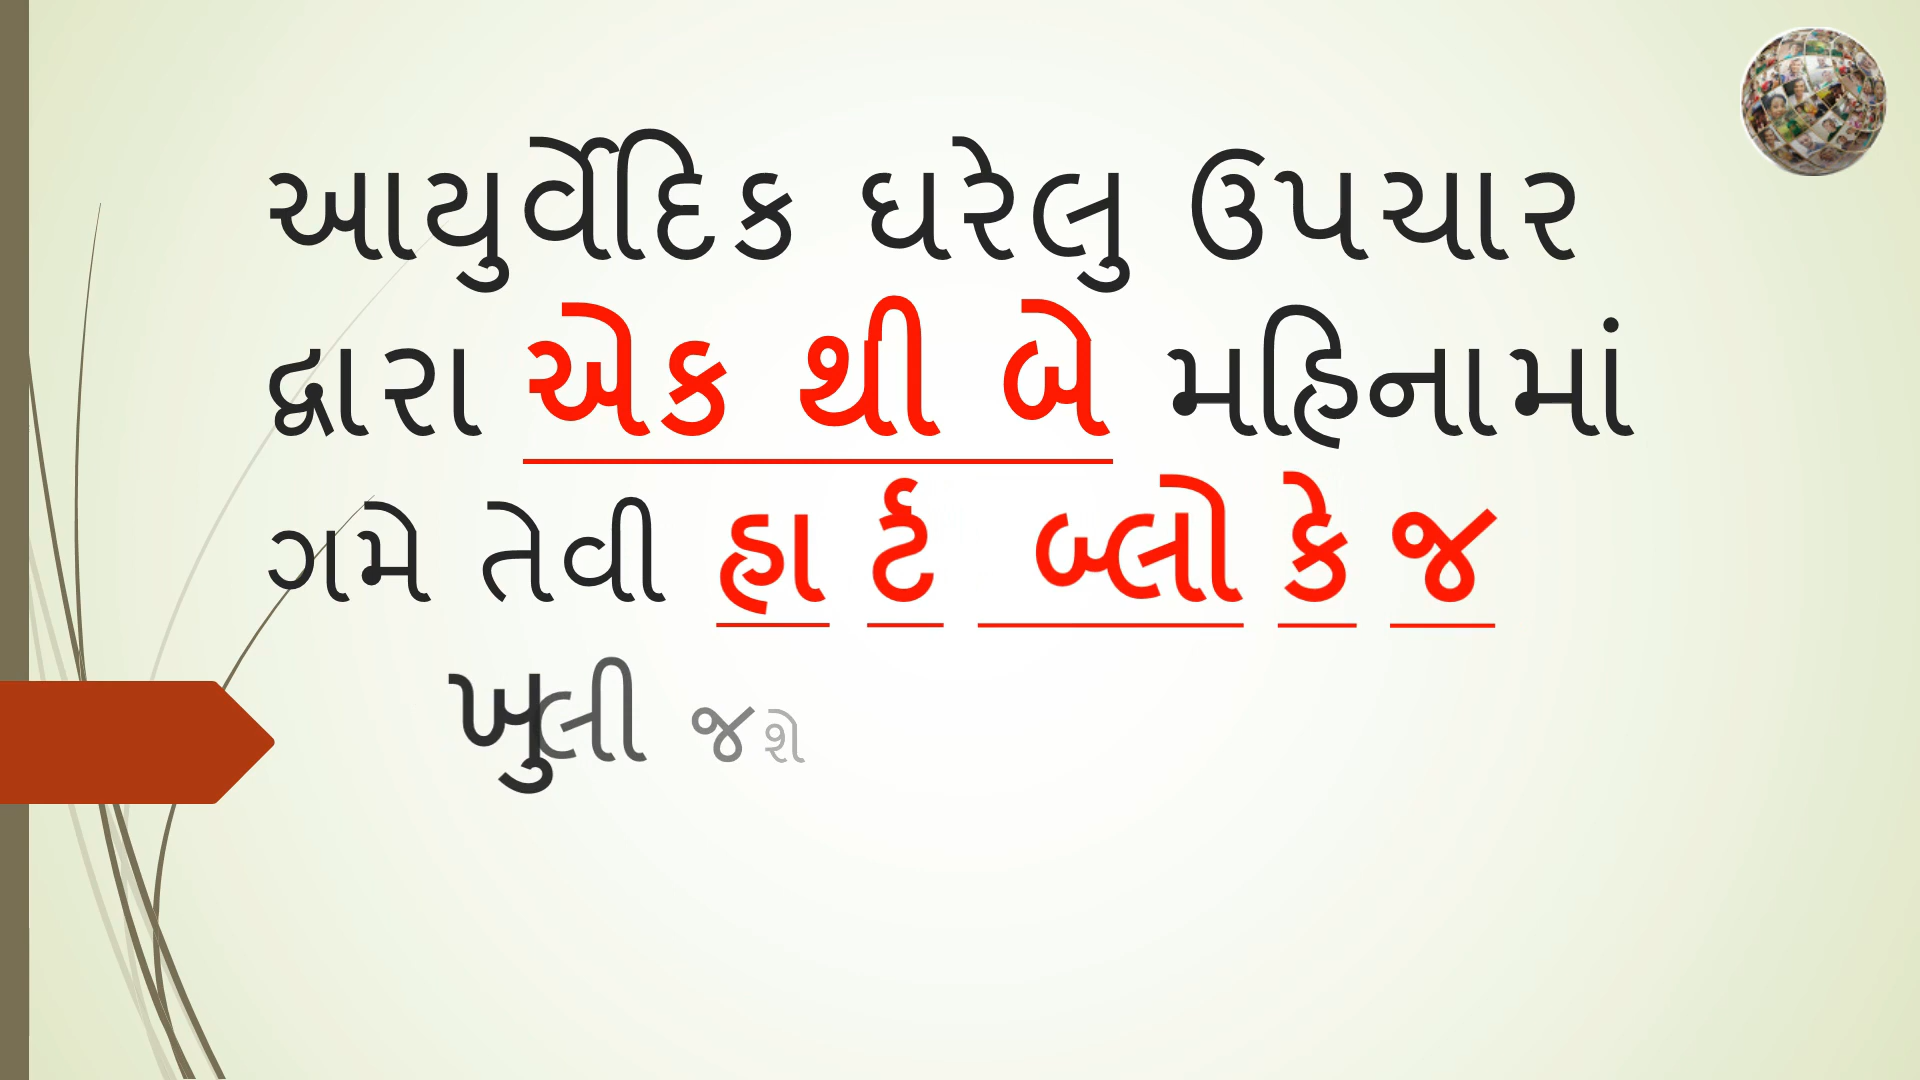 આયુર્વેદિક ઘરેલુ ઉપચાર
દ્વારા એક થી બે મહિનામાં
ગમે તેવી હાર્ટ બ્લોકેજ
ખુલી જશે